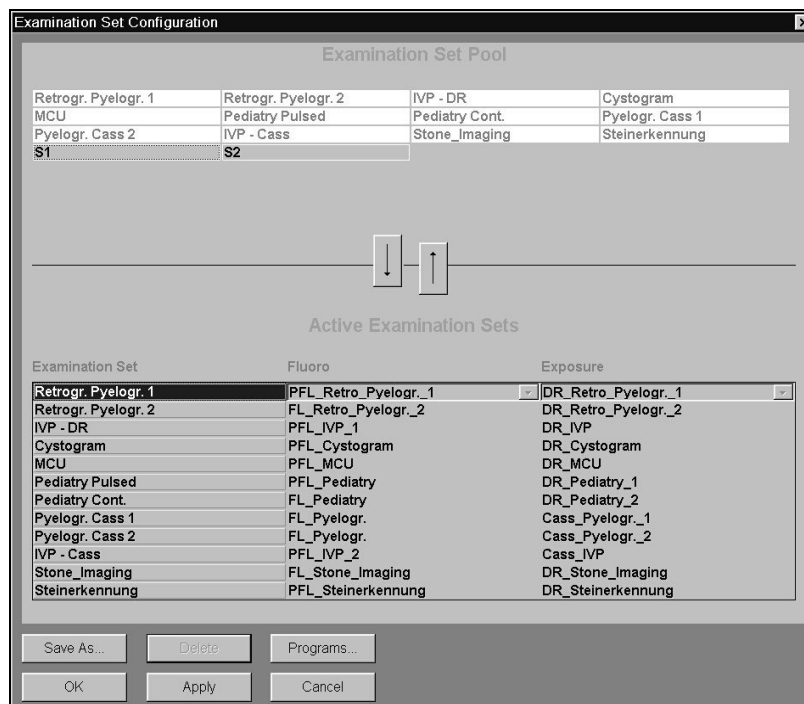 Examination Set Configuration
Examination Set Pool
Retrogr. Pyelogr. 1 Retrogr. Pyelogr. 2 IVP - DR Cystogram
MCU Pediatry Pulsed Pediatry Cont. Pyelogr. Cass 1
Pyelogr. Cass 2 IVP - Cass Stone_Imaging Steinerkennung
S1 S2
Active Examination Sets
Examination Set Fluoro Exposure
Retrogr. Pyelogr. 1 PFL_Retro_Pyelogr._1 DR_Retro_Pyelogr._1
Retrogr. Pyelogr. 2 FL_Retro_Pyelogr._2 DR_Retro_Pyelogr._2
IVP - DR PFL_IVP_1 DR_IVP
Cystogram PFL_Cystogram DR_Cystogram
MCU PFL_MCU DR_MCU
Pediatry Pulsed PFL_Pediatry DR_Pediatry_1
Pediatry Cont. FL_Pediatry DR_Pediatry_2
Pyelogr. Cass 1 FL_Pyelogr. Cass_Pyelogr._1
Pyelogr. Cass 2 FL_Pyelogr. Cass_Pyelogr._2
IVP - Cass PFL_IVP_2 Cass_IVP
Stone_Imaging FL_Stone_Imaging DR_Stone_Imaging
Steinerkennung PFL_Steinerkennung DR_Steinerkennung
Save As... Delete Programs...
OK Apply Cancel